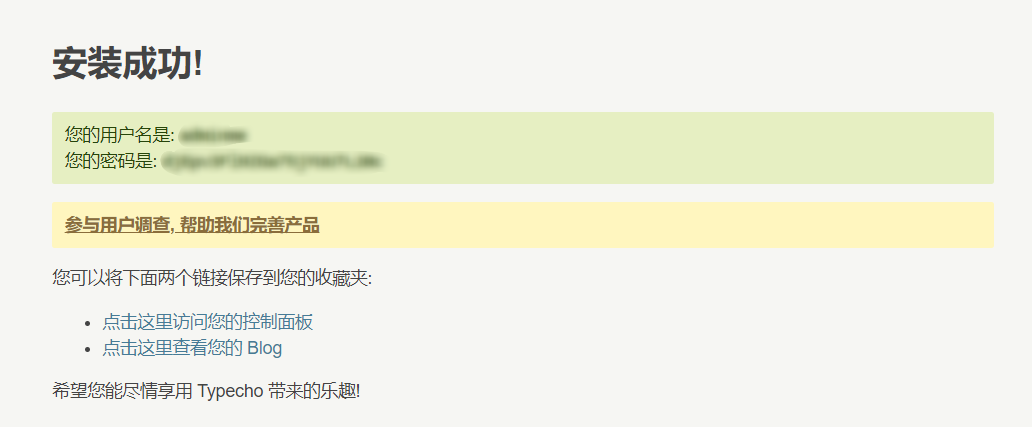 安装成功!
您的用户名是:
您的密码是:
参与用户调查, 帮助我们完善产品
您可以将下面两个链接保存到您的收藏夹:
点击这里访问您的控制面板
点击这里查看您的 Blog
希望您能尽情享用 Typecho 带来的乐趣!